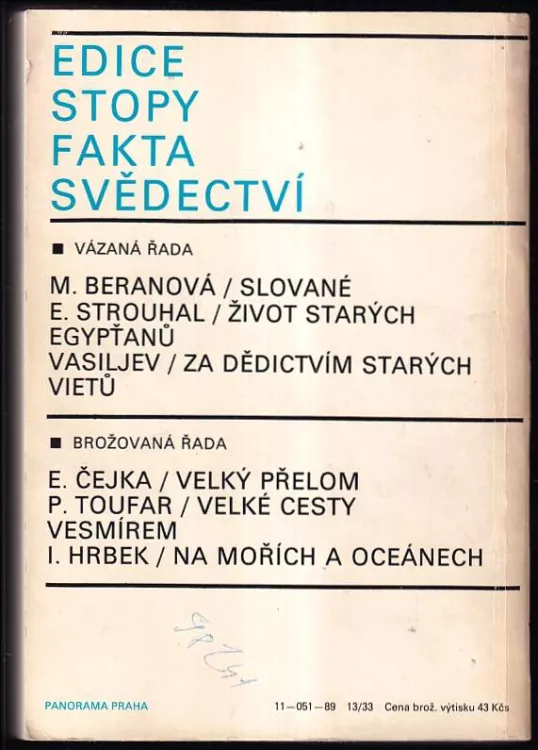 EDICE
STOPY
FAKTA
SVĚDECTVÍ
■ VÁZANÁ ŘADA
M. BERANOVÁ / SLOVANÉ
E. STROUHAL / ŽIVOT STARÝCH
EGYPŤANŮ
VASILJEV / ZA DĚDICTVÍM STARÝCH
VIETŮ
■ BROŽOVANÁ ŘADA
E. ČEJKA / VELKÝ PŘELOM
P. TOUFAR / VELKÉ CESTY
VESMÍREM
I. HRBEK / NA MOŘÍCH A OCEÁNECH
PANORAMA PRAHA 11—051—89 13/33 Cena brož. výtisku 43 Kčs